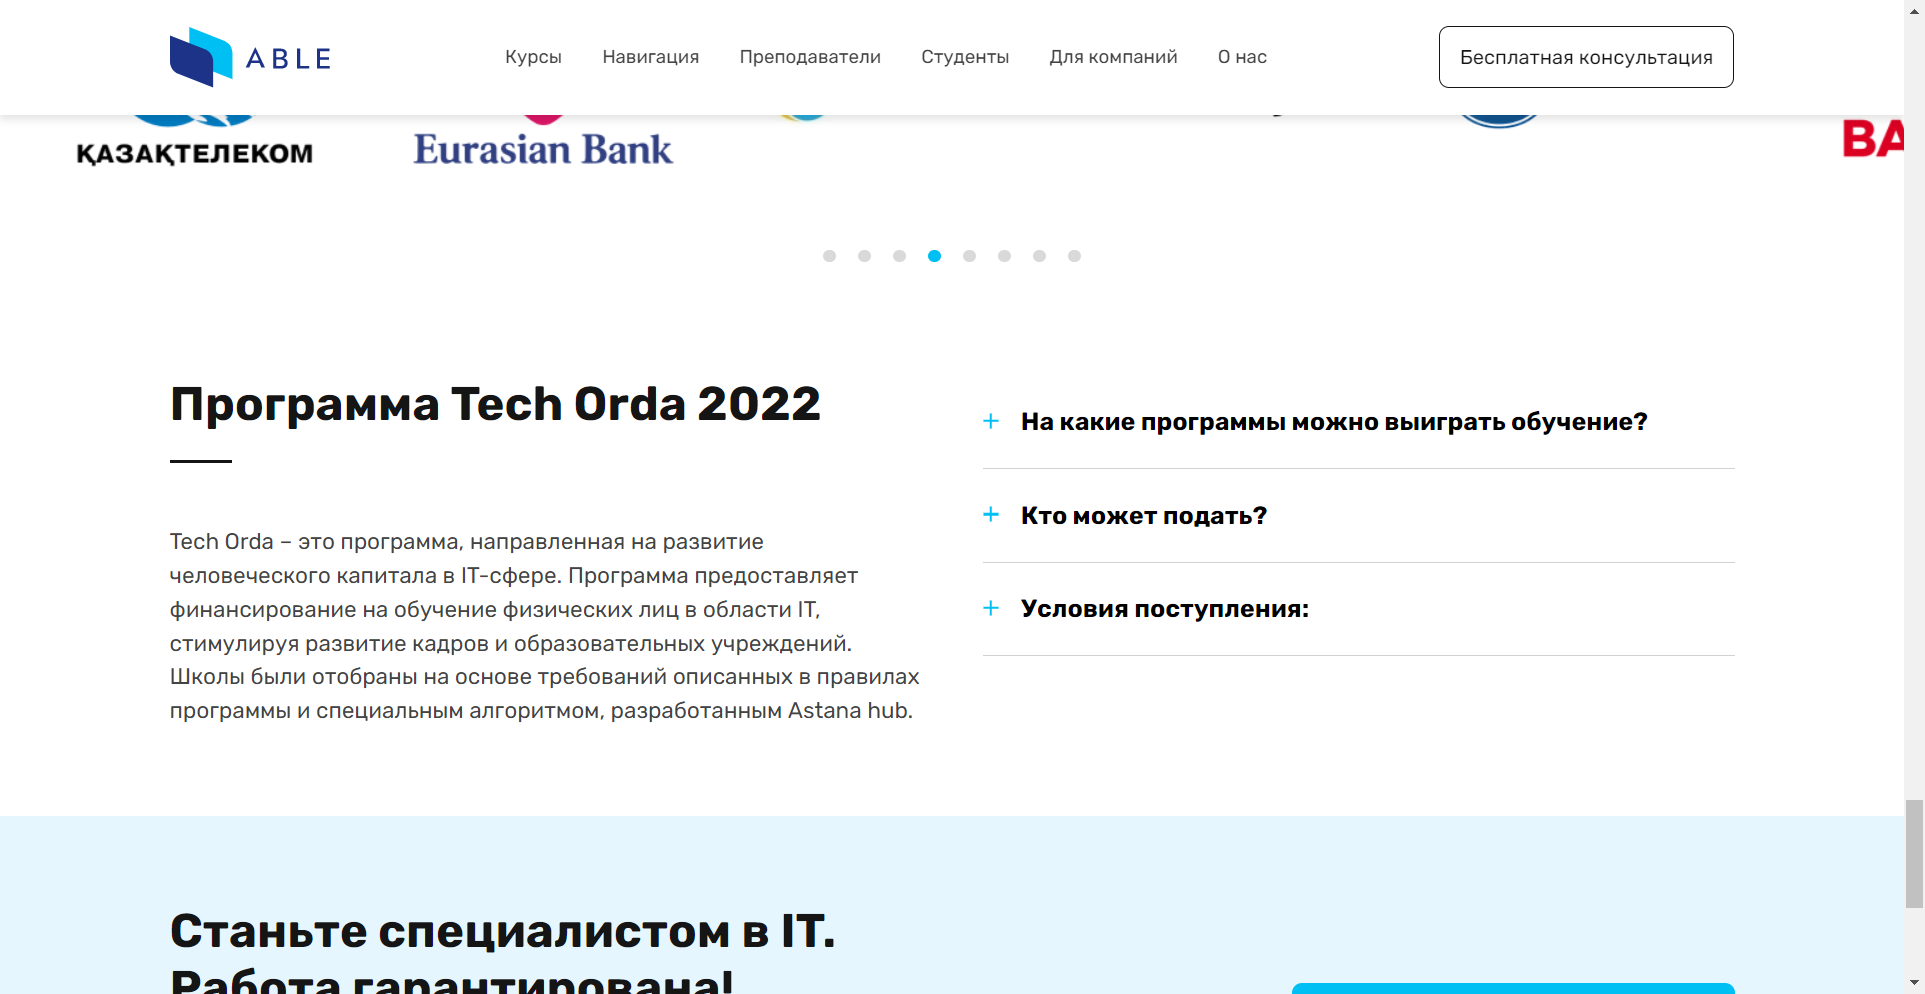 ABLE
Курсы
Навигация
Преподаватели
Студенты
Для компаний
О нас
Бесплатная консультация
ҚАЗАҚТЕЛЕКОМ
Eurasian Bank
BA
Программа Tech Orda 2022
Tech Orda – это программа, направленная на развитие
человеческого капитала в IT-сфере. Программа предоставляет
финансирование на обучение физических лиц в области IT,
стимулируя развитие кадров и образовательных учреждений.
Школы были отобраны на основе требований описанных в правилах
программы и специальным алгоритмом, разработанным Astana hub.
+ На какие программы можно выиграть обучение?
+ Кто может подать?
+ Условия поступления:
Станьте специалистом в IT.
Работа гарантирована!